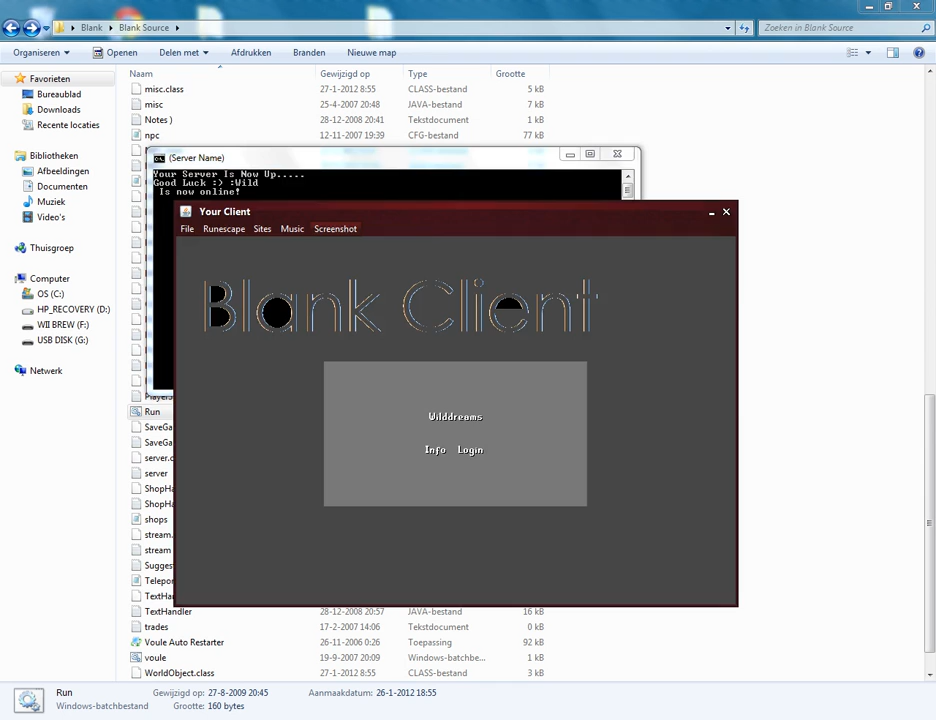 Blank ▸ Blank Source ▸
Zoeken in Blank Source
Organiseren
Openen
Delen met
Afdrukken
Branden
Nieuwe map
Naam
Gewijzigd op
Type
Grootte
Favorieten
Bureaublad
Downloads
Recente locaties
Bibliotheken
Afbeeldingen
Documenten
Muziek
Video's
Thuisgroep
Computer
OS (C:)
HP_RECOVERY (D:)
WII BREW (F:)
USB DISK (G:)
Netwerk
misc.class 27-1-2012 8:55 CLASS-bestand 5 kB
misc 25-4-2007 20:48 JAVA-bestand 7 kB
Notes ) 28-12-2008 20:41 Tekstdocument 1 kB
npc 12-11-2007 19:39 CFG-bestand 77 kB
(Server Name)
Your Server Is Now Up.....
Good Luck :> :Wild
Is now online!
Your Client
File Runescape Sites Music Screenshot
Blank Client
Wilddreams
Info Login
Run
SaveGa
SaveGa
server.c
server
ShopHa
ShopHa
shops
stream.
stream
Sugges
Telepor
TextHan
TextHandler 28-12-2008 20:57 JAVA-bestand 16 kB
trades 17-2-2007 14:06 Tekstdocument 0 kB
Voule Auto Restarter 26-11-2006 0:26 Toepassing 92 kB
voule 19-9-2007 20:09 Windows-batchbe... 1 kB
WorldObject.class 27-1-2012 8:55 CLASS-bestand 3 kB
Run Gewijzigd op: 27-8-2009 20:45 Aanmaakdatum: 26-1-2012 18:55
Windows-batchbestand Grootte: 160 bytes